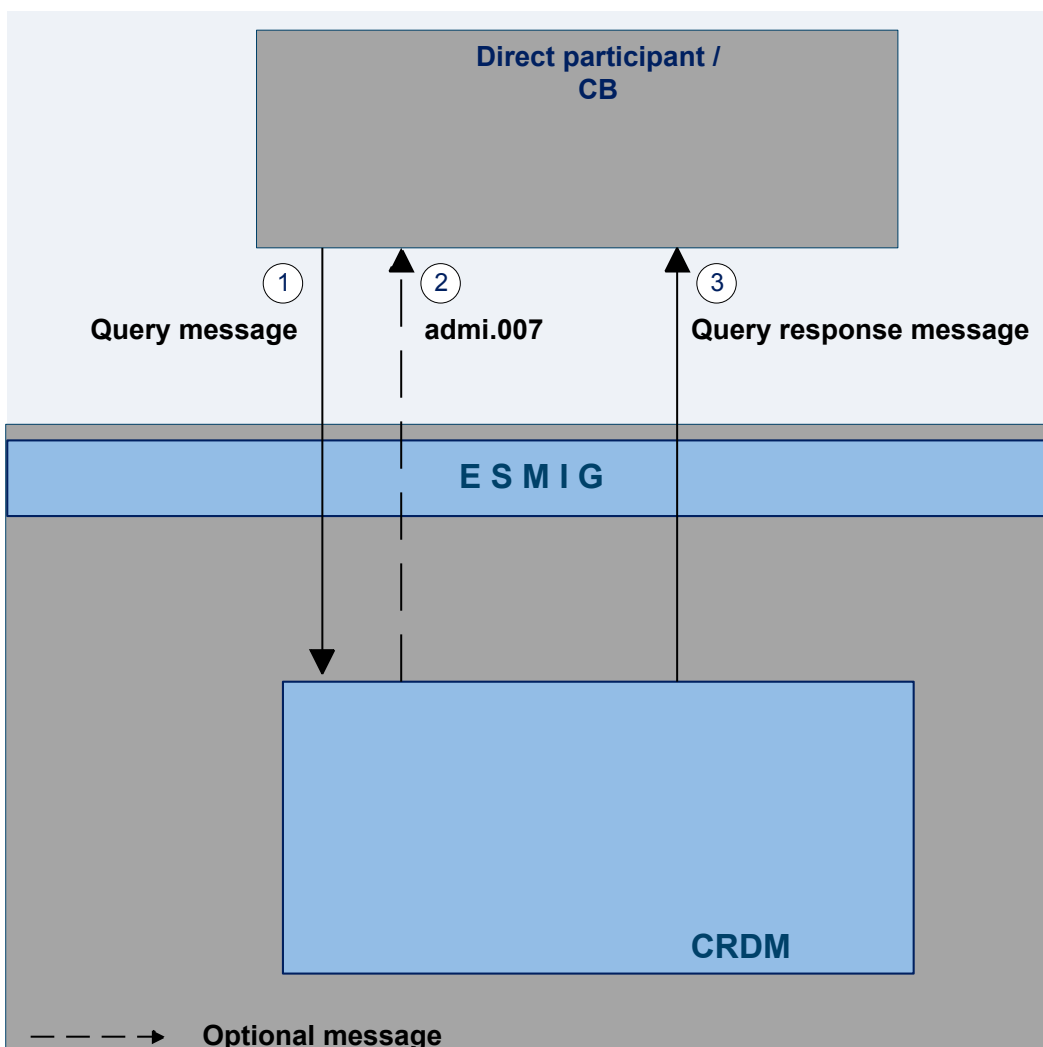 Direct participant /
CB
1
2
3
Query message
admi.007
Query response message
E S M I G
CRDM
Optional message